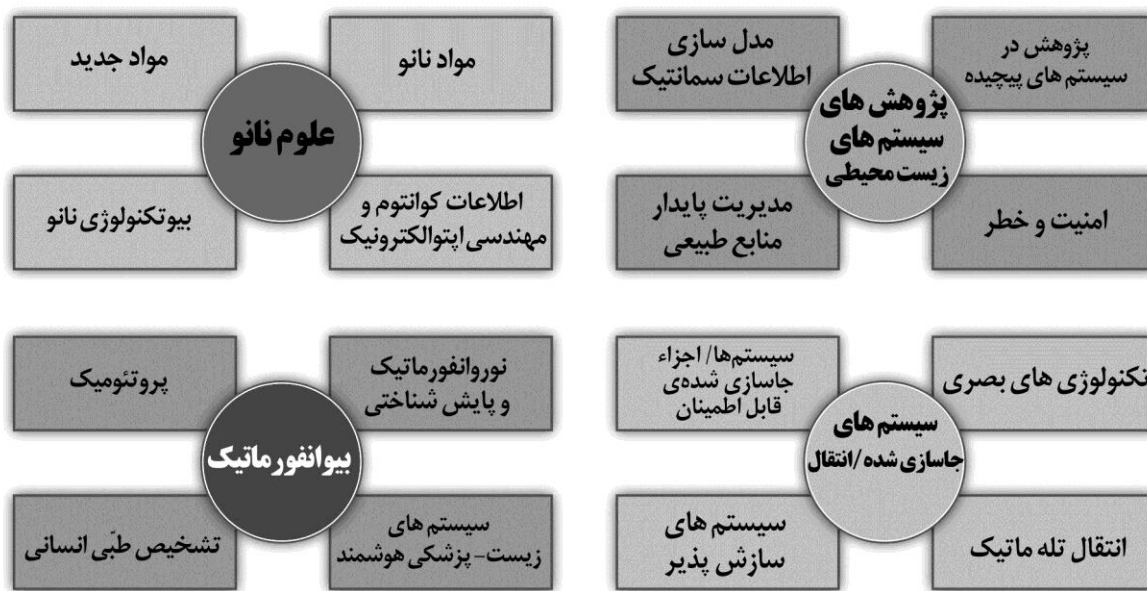 پژوهش در
سیستم های پیچیده
مدل سازی
اطلاعات سمانتیک
پژوهش های
سیستم های
زیست محیطی
امنیت و خطر
مدیریت پایدار
منابع طبیعی
مواد نانو
مواد جدید
علوم نانو
اطلاعات کوانتوم و
مهندسی اپتوالکترونیک
بیوتکنولوژی نانو
تکنولوژی های بصری
سیستم‌ها/ اجزاء
جاسازی شده‌ی
قابل اطمینان
سیستم های
جاسازی شده /انتقال
انتقال تله ماتیک
سیستم های
سازش پذیر
نوروانفورماتیک
و پایش شناختی
پروتئومیک
بیوانفورماتیک
سیستم های
زیست- پزشکی هوشمند
تشخیص طبّی انسانی